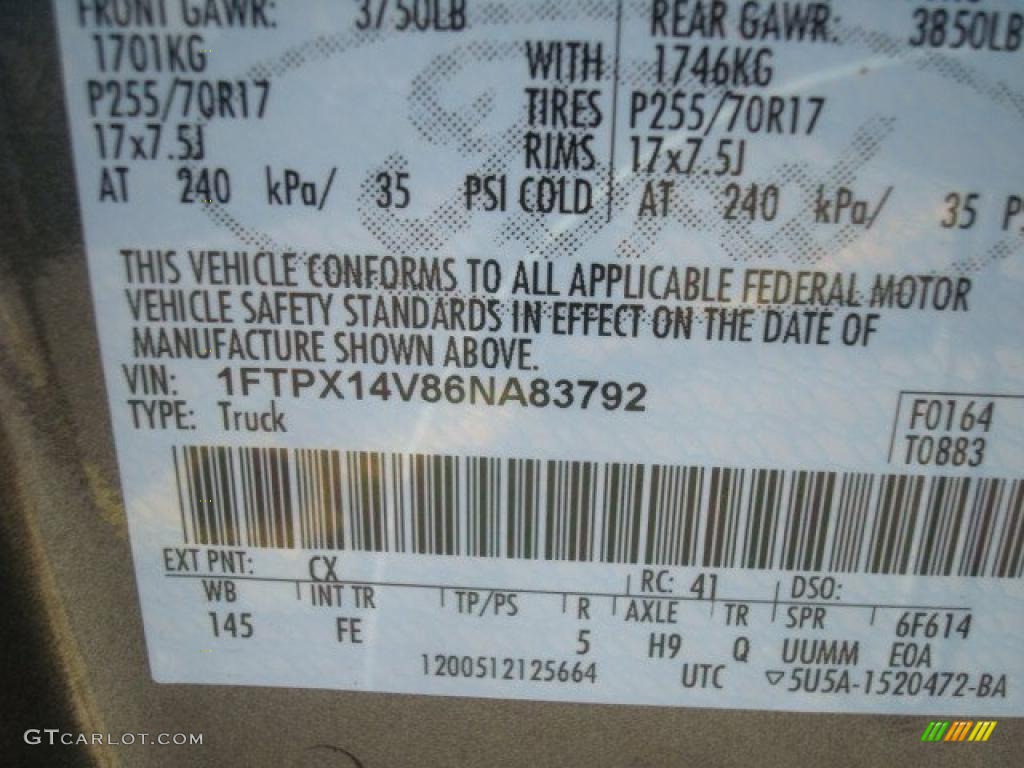 FRONT GAWR: 3750LB REAR GAWR: 3850LB
1701KG WITH 1746KG
P255/70R17 TIRES P255/70R17
17x7.5J RIMS 17x7.5J
AT 240 kPa/ 35 PSI COLD AT 240 kPa/ 35 P
THIS VEHICLE CONFORMS TO ALL APPLICABLE FEDERAL MOTOR
VEHICLE SAFETY STANDARDS IN EFFECT ON THE DATE OF
MANUFACTURE SHOWN ABOVE.
VIN: 1FTPX14V86NA83792
TYPE: Truck
F0164
T0883
EXT PNT: CX RC: 41 DSO:
WB INT TR TP/PS R AXLE TR SPR 6F614
145 FE 5 H9 Q UUMM E0A
1200512125664 UTC ▽5U5A-1520472-BA
GTCARLOT.COM